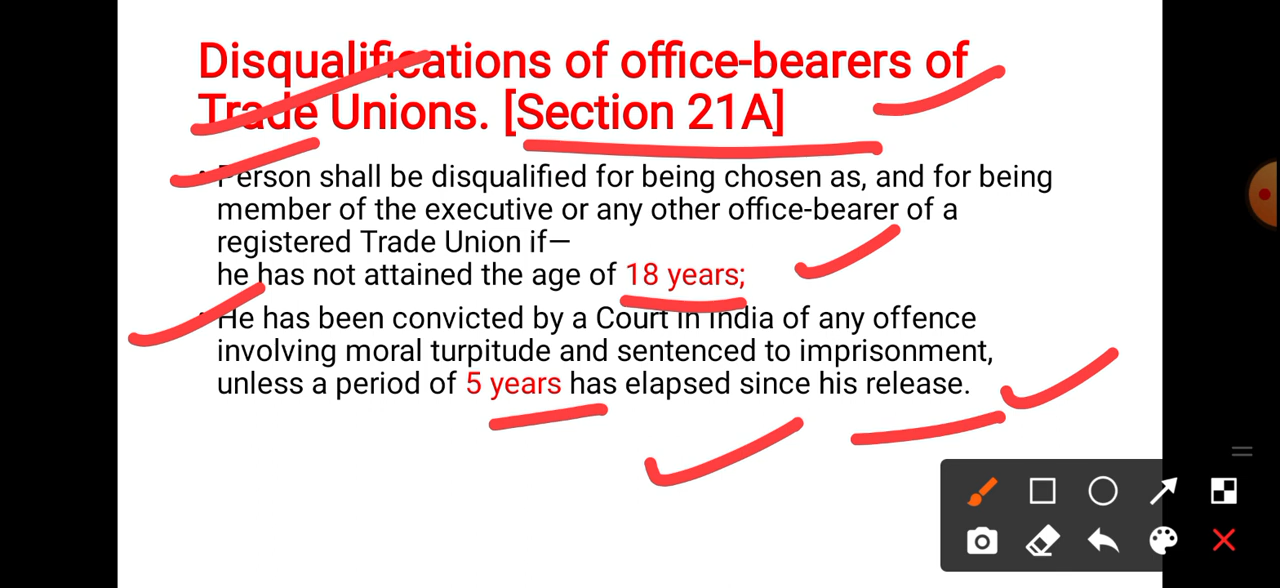 Disqualifications of office-bearers of
Trade Unions. [Section 21A]
• Person shall be disqualified for being chosen as, and for being
member of the executive or any other office-bearer of a
registered Trade Union if—
he has not attained the age of 18 years;
• He has been convicted by a Court in India of any offence
involving moral turpitude and sentenced to imprisonment,
unless a period of 5 years has elapsed since his release.